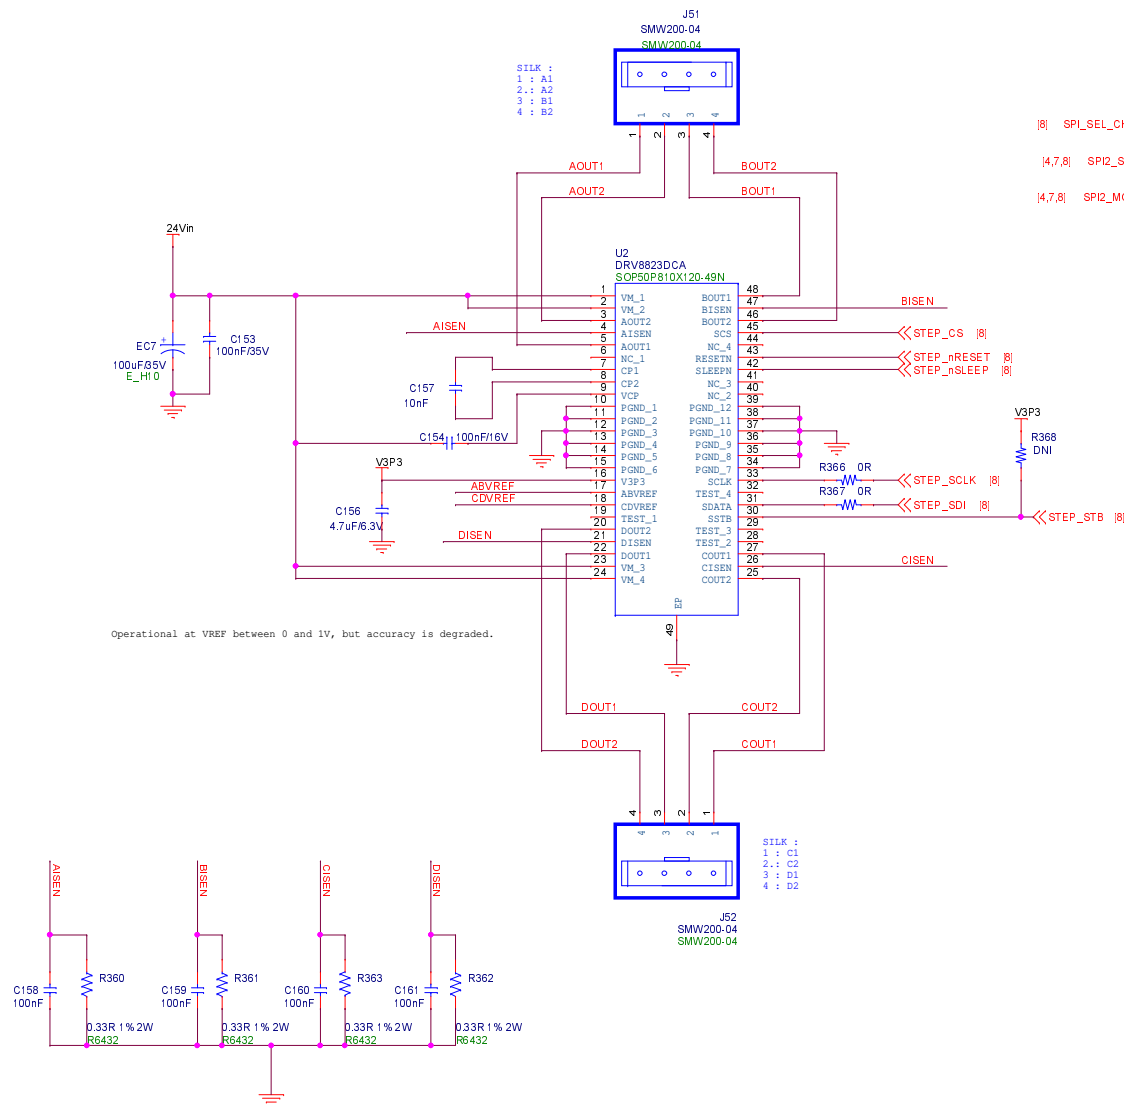 J51
SMW200-04
SMW200-04
SILK :
1 : A1
2.: A2
3 : B1
4 : B2
1 2 3 4
1 2 3 4
[8] SPI_SEL_CH
[4,7,8] SPI2_S
[4,7,8] SPI2_MO
AOUT1
BOUT2
AOUT2
BOUT1
24Vin
U2
DRV8823DCA
SOP50P810X120-49N
1 VM_1 BOUT1 48
2 VM_2 BISEN 47 BISEN
3 AOUT2 BOUT2 46
AISEN 4 AISEN SCS 45 STEP_CS [8]
5 AOUT1 NC_4 44
6 NC_1 RESETN 43 STEP_nRESET [8]
7 CP1 SLEEPN 42 STEP_nSLEEP [8]
8 CP2 NC_3 41
9 VCP NC_2 40
10 PGND_1 PGND_12 39
11 PGND_2 PGND_11 38
12 PGND_3 PGND_10 37
13 PGND_4 PGND_9 36
14 PGND_5 PGND_8 35
15 PGND_6 PGND_7 34
16 V3P3 SCLK 33
ABVREF 17 ABVREF TEST_4 32
CDVREF 18 CDVREF SDATA 31
19 TEST_1 SSTB 30
20 DOUT2 TEST_3 29
DISEN 21 DISEN TEST_2 28
22 DOUT1 COUT1 27
23 VM_3 CISEN 26 CISEN
24 VM_4 COUT2 25
EP
49
+
EC7
100uF/35V
E_H10
C153
100nF/35V
C157
10nF
C154 100nF/16V
V3P3
C156
4.7uF/6.3V
V3P3
R368
DNI
R366 0R
STEP_SCLK [8]
R367 0R
STEP_SDI [8]
STEP_STB [8]
Operational at VREF between 0 and 1V, but accuracy is degraded.
DOUT1
COUT2
DOUT2
COUT1
4 3 2 1
4 3 2 1
SILK :
1 : C1
2.: C2
3 : D1
4 : D2
J52
SMW200-04
SMW200-04
AISEN
BISEN
CISEN
DISEN
C158
100nF
R360
0.33R 1% 2W
R6432
C159
100nF
R361
0.33R 1% 2W
R6432
C160
100nF
R363
0.33R 1% 2W
R6432
C161
100nF
R362
0.33R 1% 2W
R6432